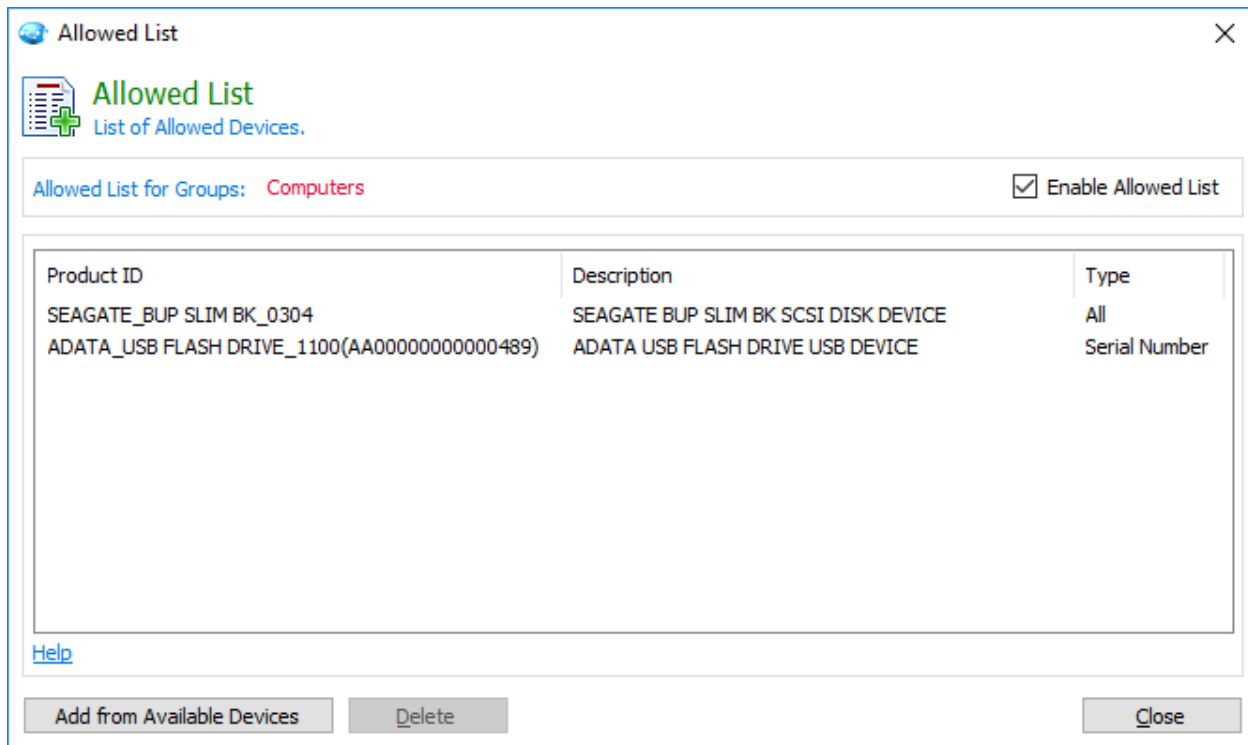 Allowed List
Allowed List
List of Allowed Devices.
Allowed List for Groups: Computers Enable Allowed List
Product ID Description Type
SEAGATE_BUP SLIM BK_0304 SEAGATE BUP SLIM BK SCSI DISK DEVICE All
ADATA_USB FLASH DRIVE_1100(AA00000000000489) ADATA USB FLASH DRIVE USB DEVICE Serial Number
Help
Add from Available Devices Delete Close